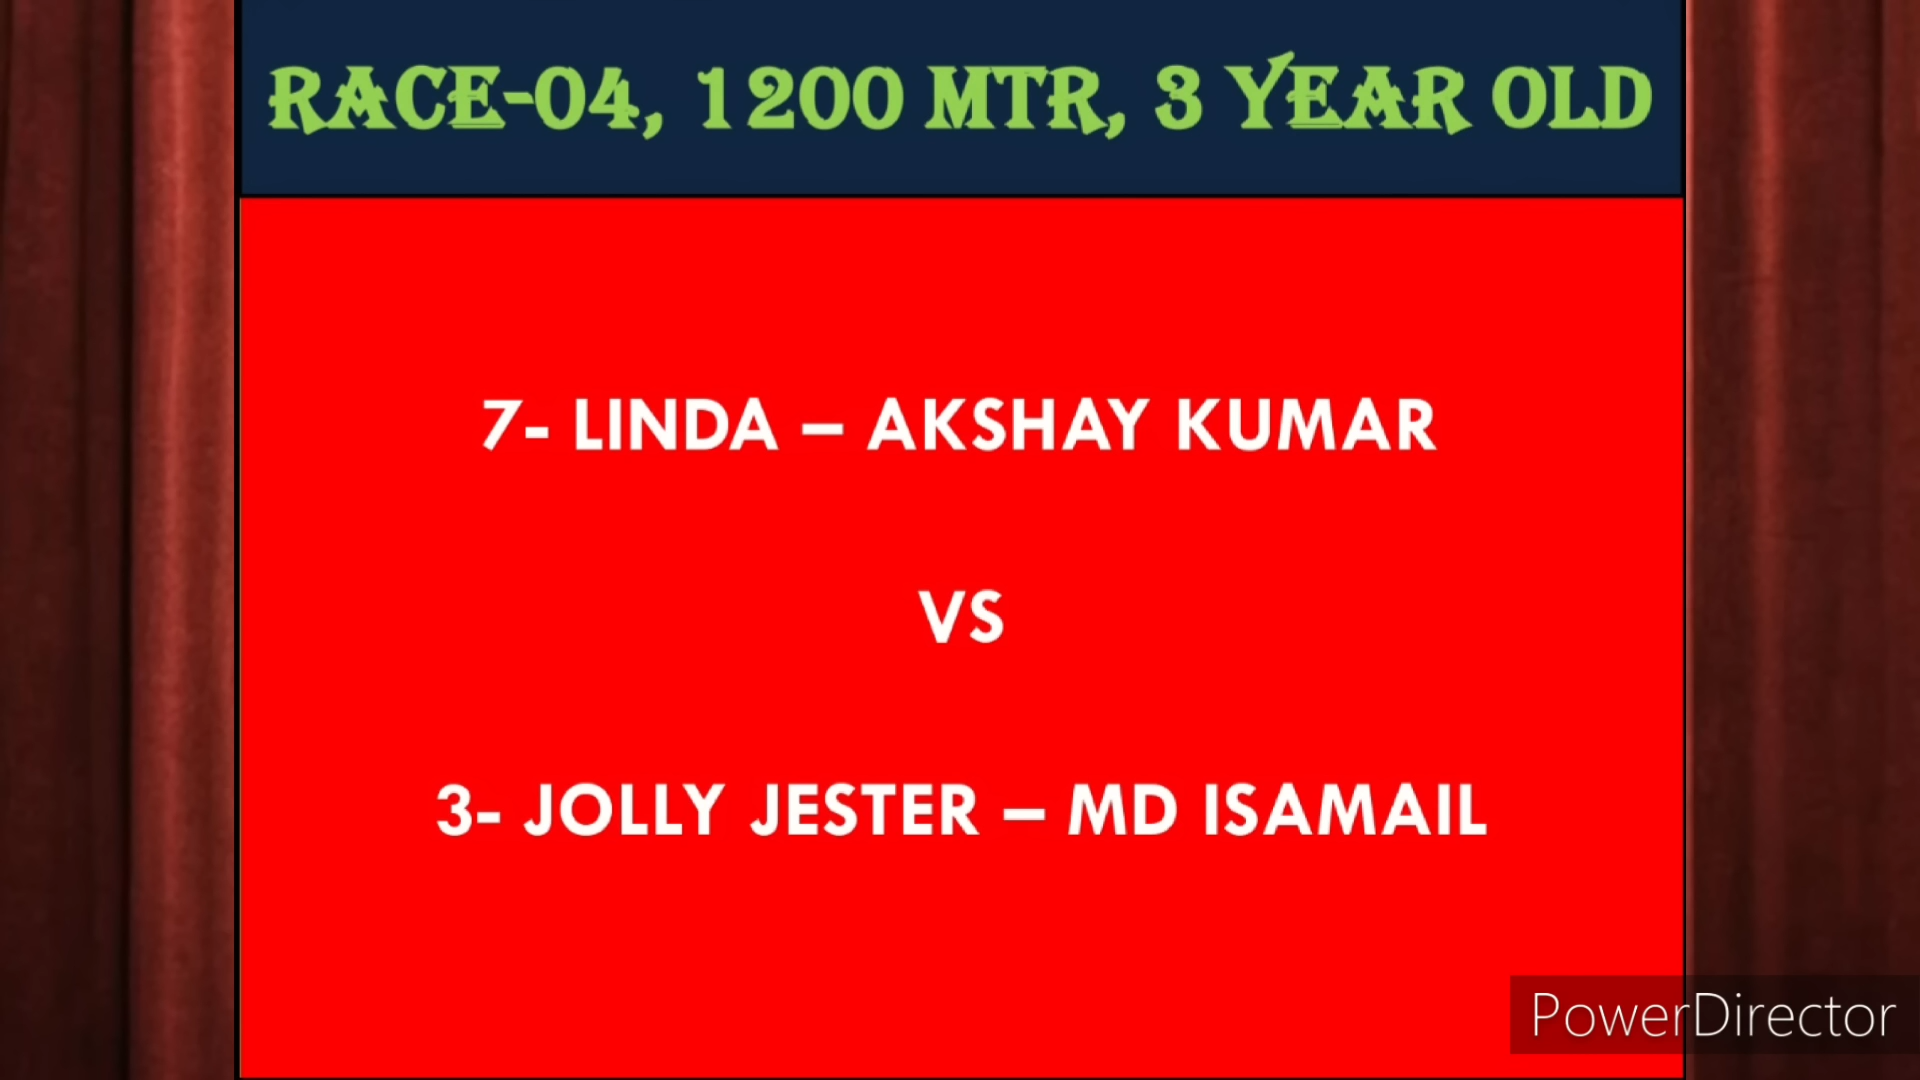 RACE-04, 1200 MTR, 3 YEAR OLD
7- LINDA – AKSHAY KUMAR
VS
3- JOLLY JESTER – MD ISAMAIL
PowerDirector